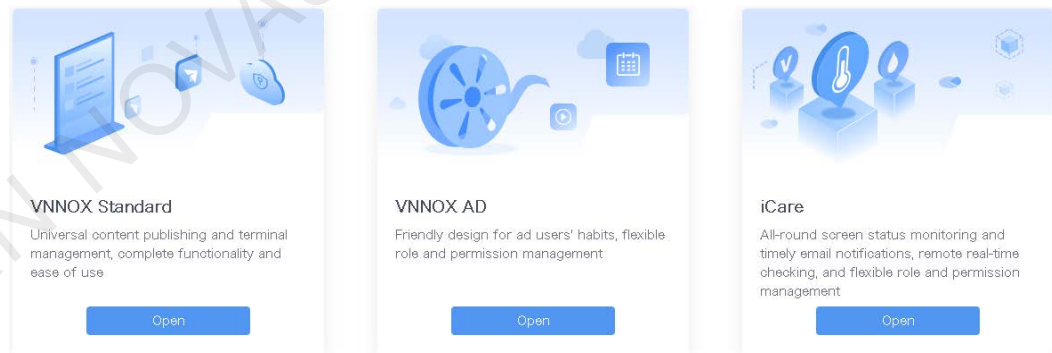 VNNOX Standard
Universal content publishing and terminal
management, complete functionality and
ease of use
Open
VNNOX AD
Friendly design for ad users' habits, flexible
role and permission management
Open
iCare
All-round screen status monitoring and
timely email notifications, remote real-time
checking, and flexible role and permission
management
Open